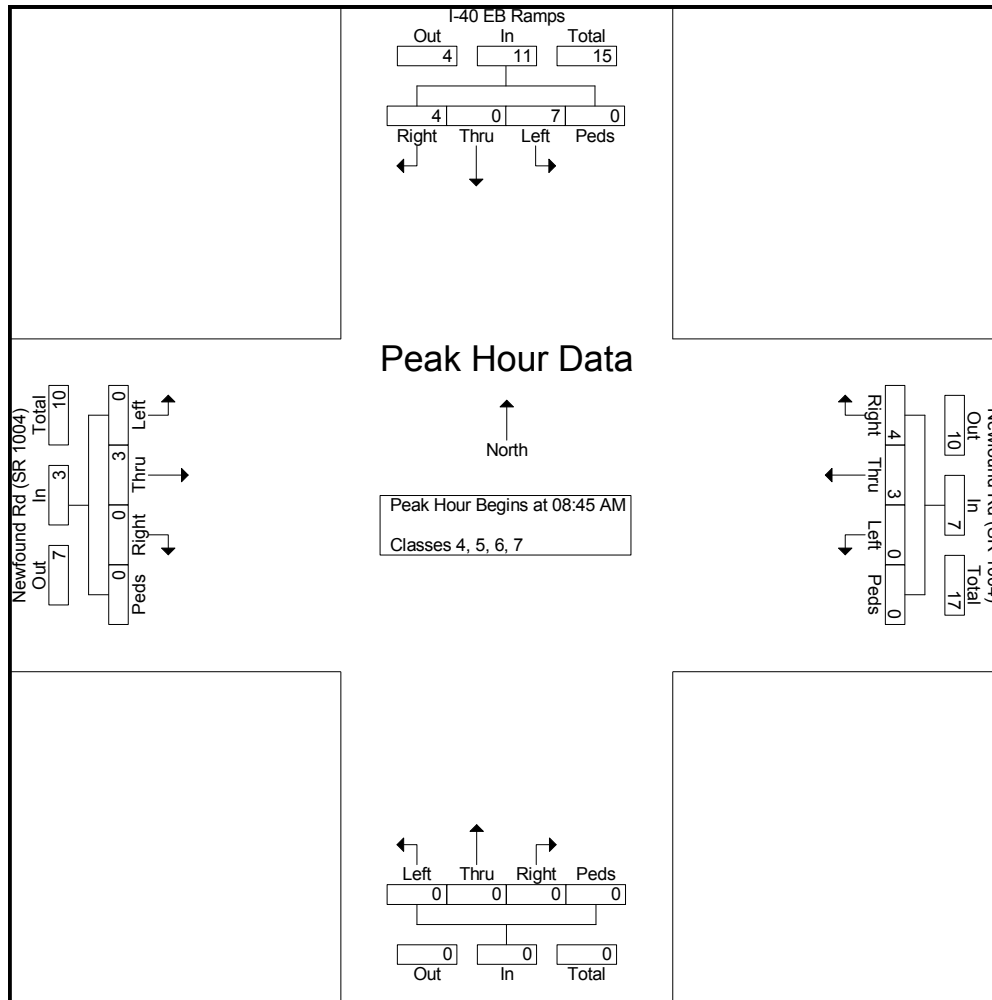 I-40 EB Ramps
Out In Total
4 11 15
4 0 7 0
Right Thru Left Peds
Peak Hour Data
North
Peak Hour Begins at 08:45 AM
Classes 4, 5, 6, 7
Newfound Rd (SR 1004)
Total In Out
10 3 7
0 3 0 0
Left Thru Right Peds
Newfound Rd (SR 1004)
Out In Total
10 7 17
4 3 0 0
Right Thru Left Peds
Left Thru Right Peds
0 0 0 0
0 0 0
Out In Total